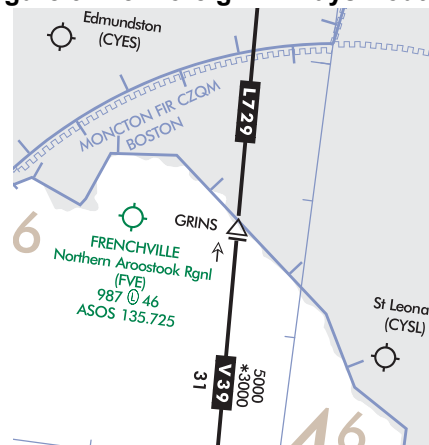 Edmundston
(CYES)
L729
MONCTON FIR CZQM
BOSTON
GRINS
6
FRENCHVILLE
Northern Aroostook Rgnl
(FVE)
987 Ⓛ 46
ASOS 135.725
St Leona
(CYSL)
V39
31
5000
*3000
46